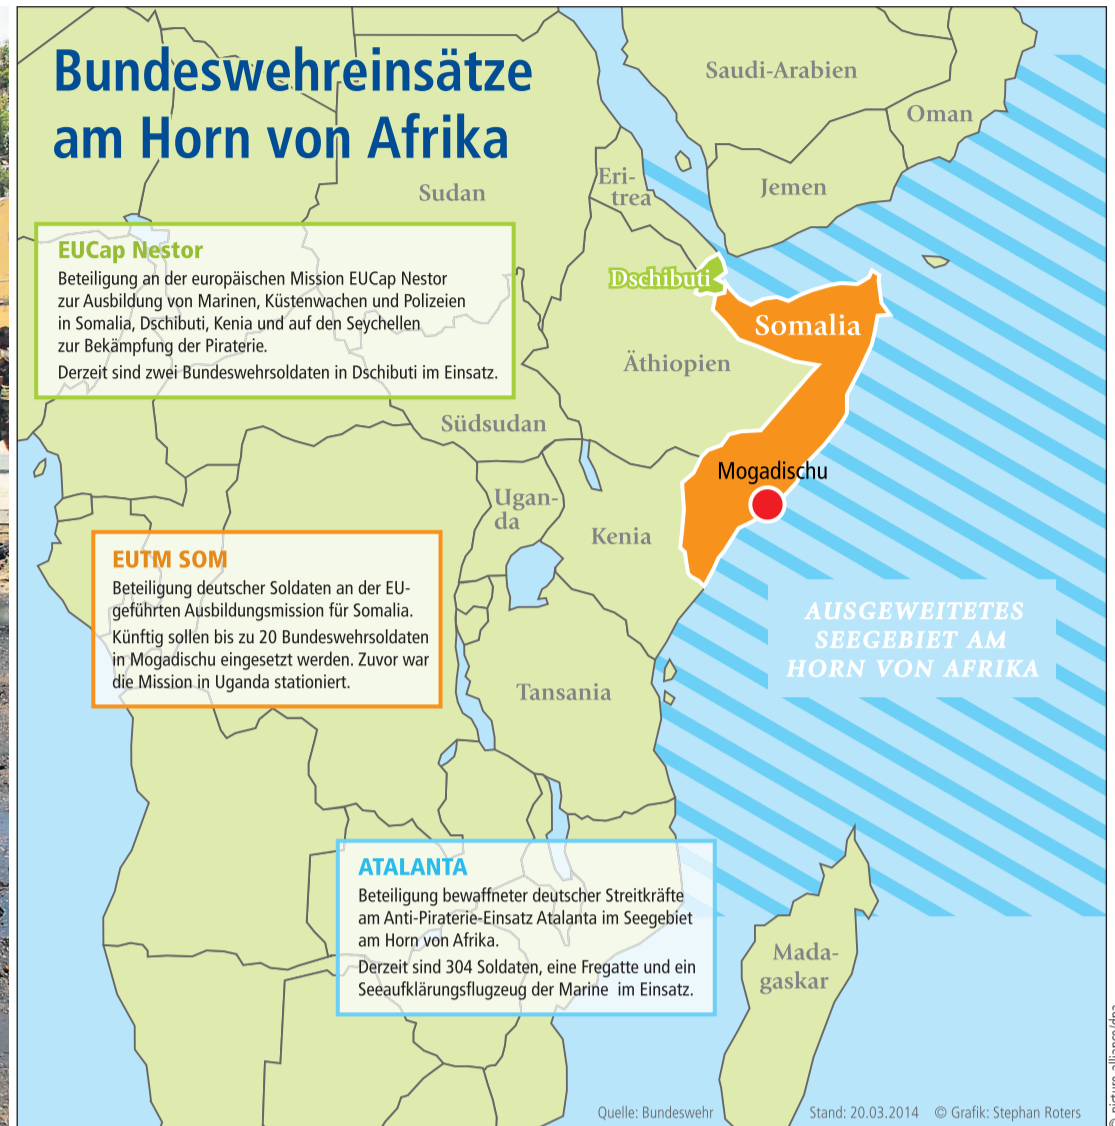 Bundeswehreinsätze
am Horn von Afrika
Saudi-Arabien
Oman
Jemen
Eri-
trea
Sudan
EUCap Nestor
Beteiligung an der europäischen Mission EUCap Nestor
zur Ausbildung von Marinen, Küstenwachen und Polizeien
in Somalia, Dschibuti, Kenia und auf den Seychellen
zur Bekämpfung der Piraterie.
Derzeit sind zwei Bundeswehrsoldaten in Dschibuti im Einsatz.
Dschibuti
Somalia
Äthiopien
Südsudan
Mogadischu
Ugan-
da
Kenia
EUTM SOM
Beteiligung deutscher Soldaten an der EU-
geführten Ausbildungsmission für Somalia.
Künftig sollen bis zu 20 Bundeswehrsoldaten
in Mogadischu eingesetzt werden. Zuvor war
die Mission in Uganda stationiert.
AUSGEWEITETES
SEEGEBIET AM
HORN VON AFRIKA
Tansania
ATALANTA
Beteiligung bewaffneter deutscher Streitkräfte
am Anti-Piraterie-Einsatz Atalanta im Seegebiet
am Horn von Afrika.
Derzeit sind 304 Soldaten, eine Fregatte und ein
Seeaufklärungsflugzeug der Marine im Einsatz.
Mada-
gaskar
Quelle: Bundeswehr
Stand: 20.03.2014 © Grafik: Stephan Roters
© picture alliance/dpa